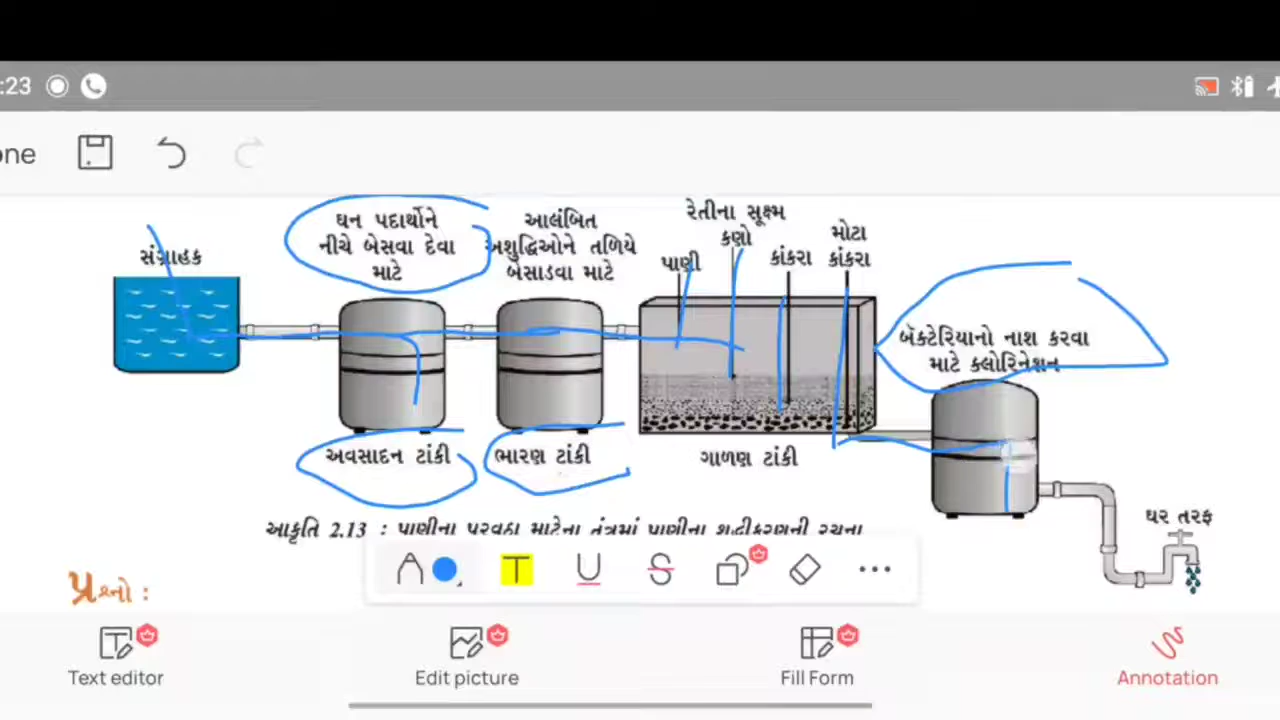 :23
one
સંગ્રાહક
ઘન પદાર્થોને
નીચે બેસવા દેવા
માટે
આલંબિત
અશુદ્ધિઓને તળિયે
બેસાડવા માટે
રેતીના સૂક્ષ્મ
કણો
પાણી
કાંકરા
મોટા
કાંકરા
બૅક્ટેરિયાનો નાશ કરવા
માટે ક્લોરિનેશન
અવસાદન ટાંકી
ભારણ ટાંકી
ગાળણ ટાંકી
ઘર તરફ
આકૃતિ 2.13 : પાણીના પુરવઠા માટેના તંત્રમાં પાણીના શુદ્ધીકરણની રચના
પ્રશ્નો :
Text editor
Edit picture
Fill Form
Annotation